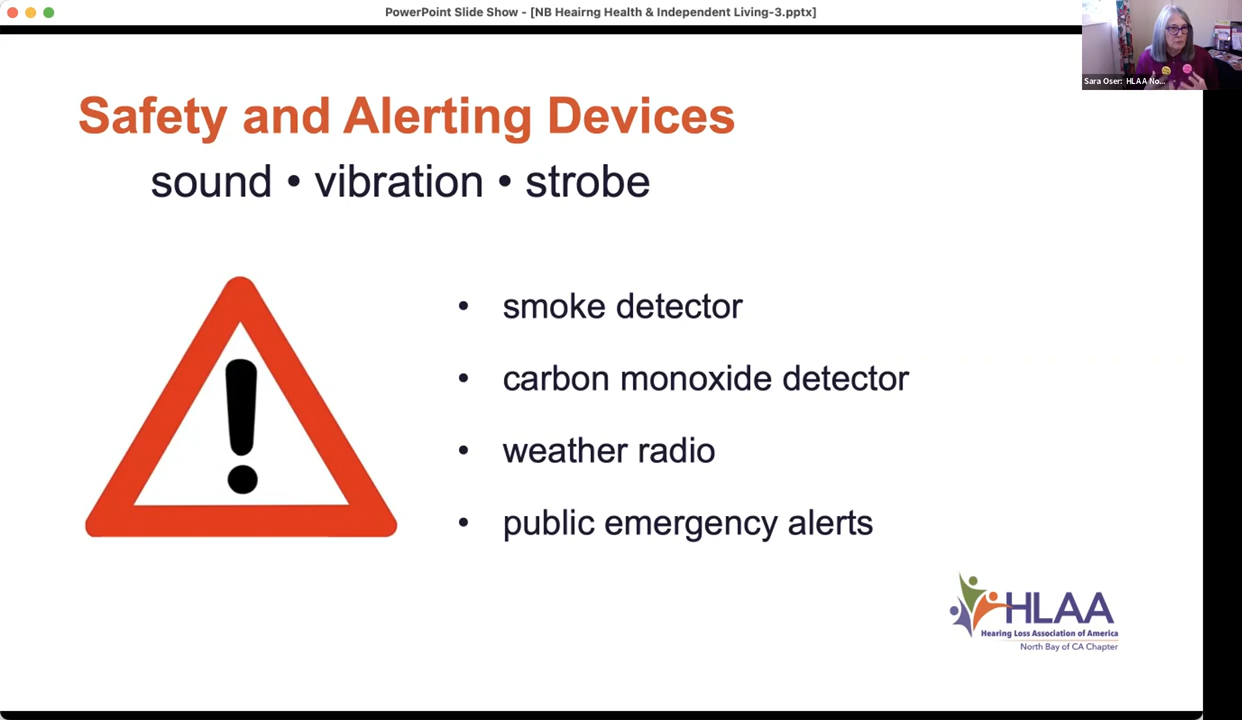 PowerPoint Slide Show - [NB Heairng Health & Independent Living-3.pptx]
Sara Oser: HLAA No...
Safety and Alerting Devices
sound • vibration • strobe
• smoke detector
• carbon monoxide detector
• weather radio
• public emergency alerts
HLAA
Hearing Loss Association of America
North Bay of CA Chapter